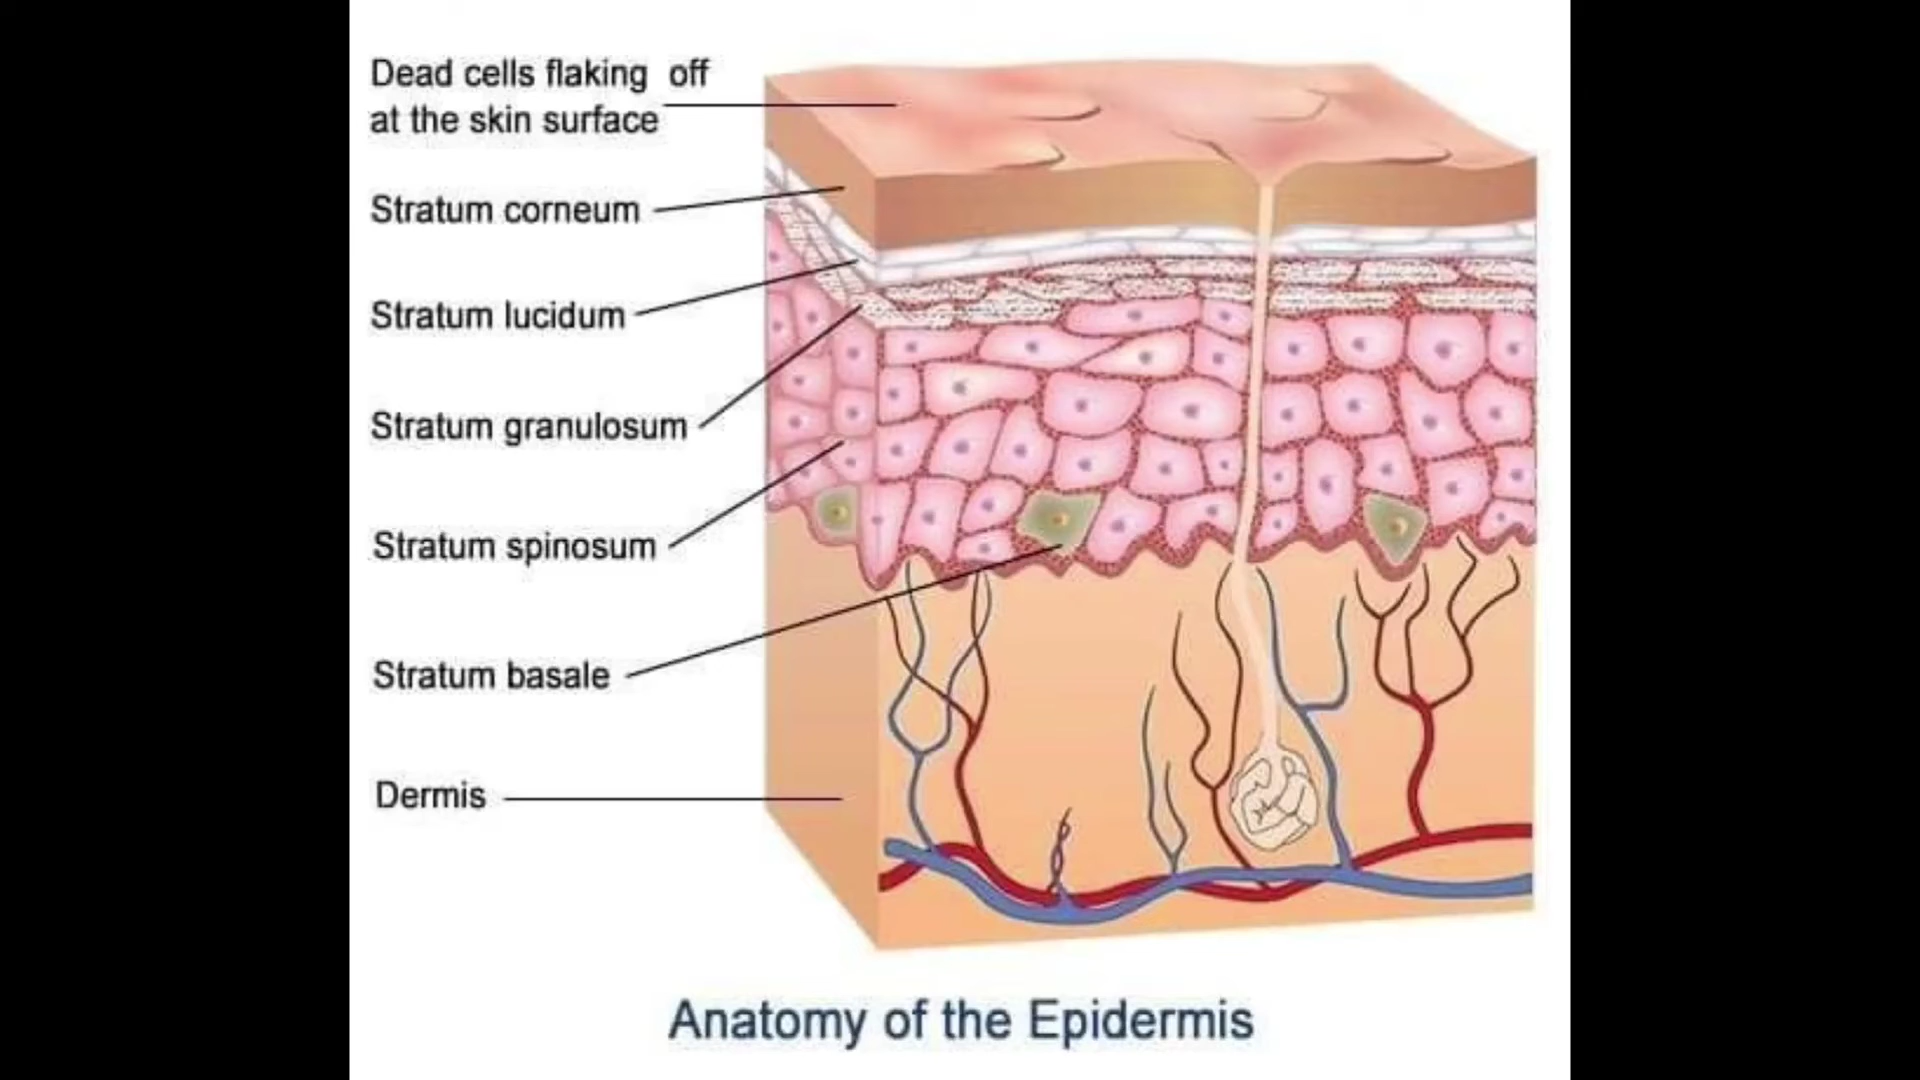 Dead cells flaking off
at the skin surface
Stratum corneum
Stratum lucidum
Stratum granulosum
Stratum spinosum
Stratum basale
Dermis
Anatomy of the Epidermis